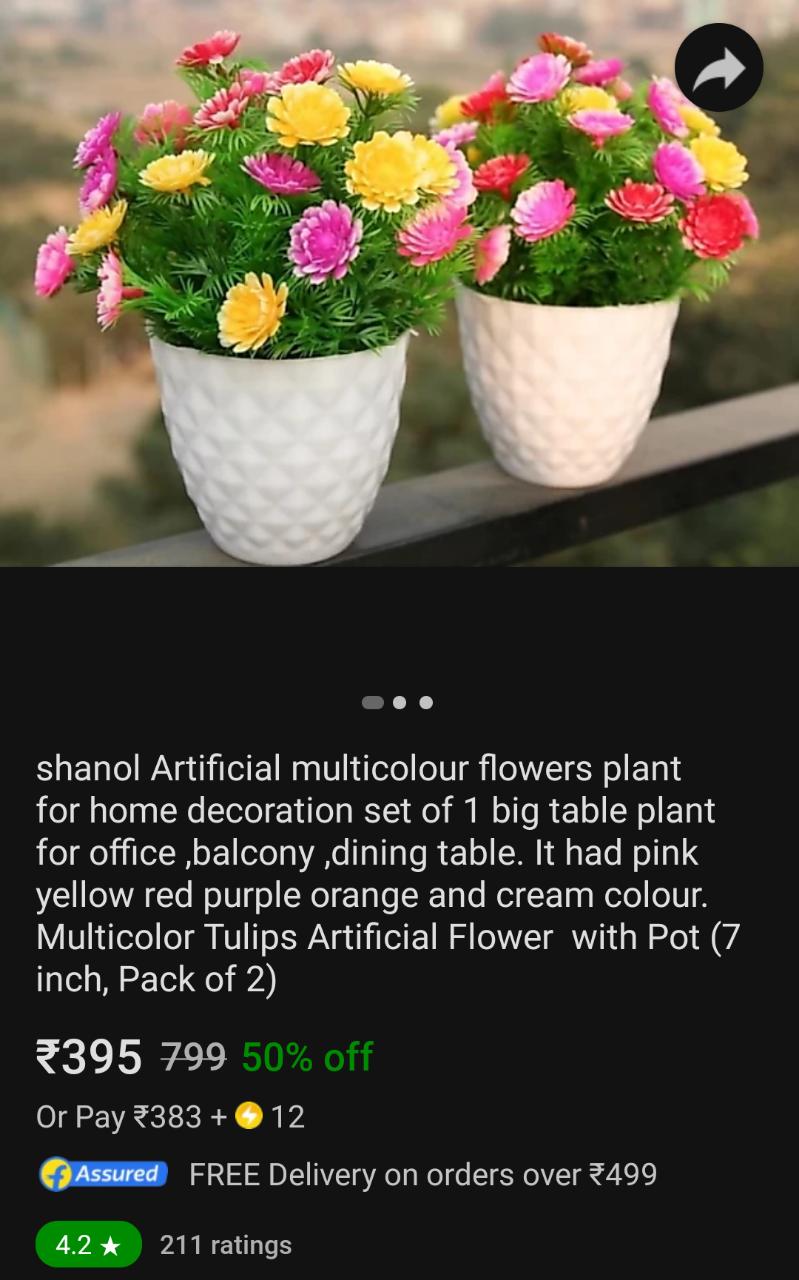 shanol Artificial multicolour flowers plant
for home decoration set of 1 big table plant
for office ,balcony ,dining table. It had pink
yellow red purple orange and cream colour.
Multicolor Tulips Artificial Flower  with Pot (7
inch, Pack of 2)
₹395 799 50% off
Or Pay ₹383 + 12
f Assured FREE Delivery on orders over ₹499
4.2 ★ 211 ratings